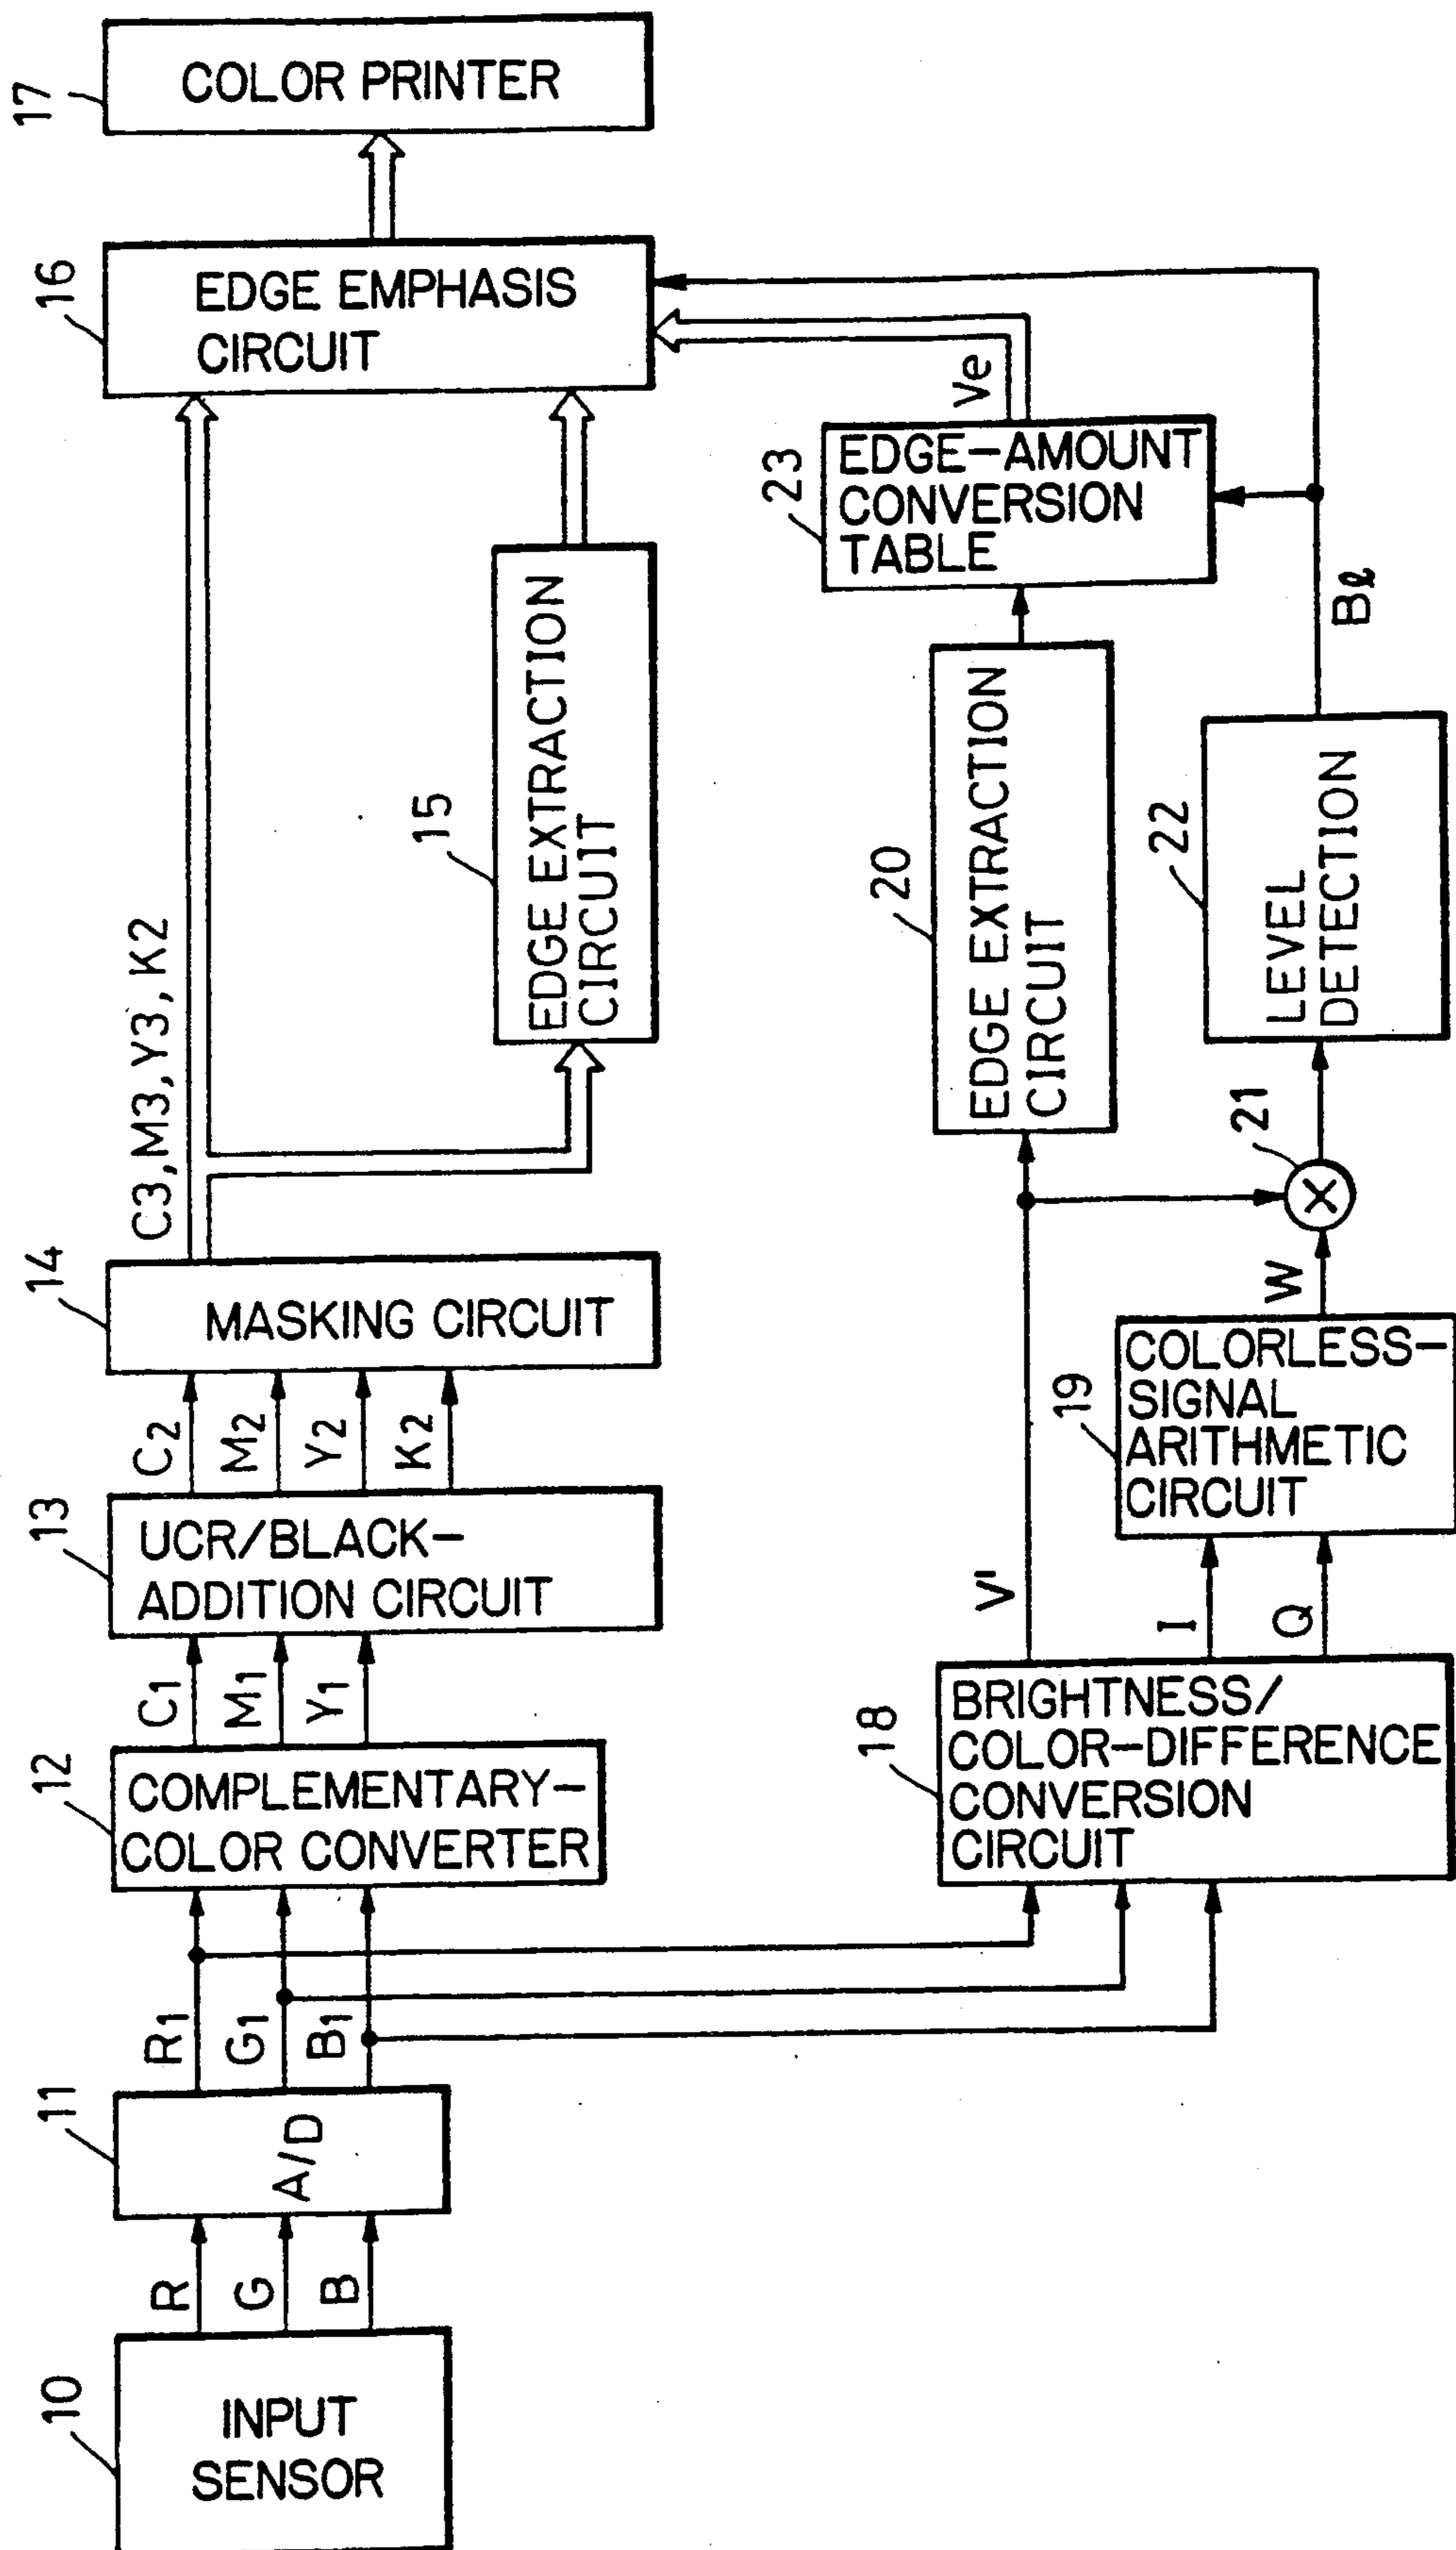 10
INPUT
SENSOR
R
G
B
11
A/D
R1
G1
B1
12
COMPLEMENTARY-
COLOR CONVERTER
C1
M1
Y1
13
UCR/BLACK-
ADDITION CIRCUIT
C2
M2
Y2
K2
14
MASKING CIRCUIT
C3, M3, Y3, K2
15
EDGE EXTRACTION
CIRCUIT
16
EDGE EMPHASIS
CIRCUIT
17
COLOR PRINTER
18
BRIGHTNESS/
COLOR-DIFFERENCE
CONVERSION
CIRCUIT
V'
I
Q
19
COLORLESS-
SIGNAL
ARITHMETIC
CIRCUIT
W
21
20
EDGE EXTRACTION
CIRCUIT
22
LEVEL
DETECTION
Bℓ
23
EDGE-AMOUNT
CONVERSION
TABLE
Ve